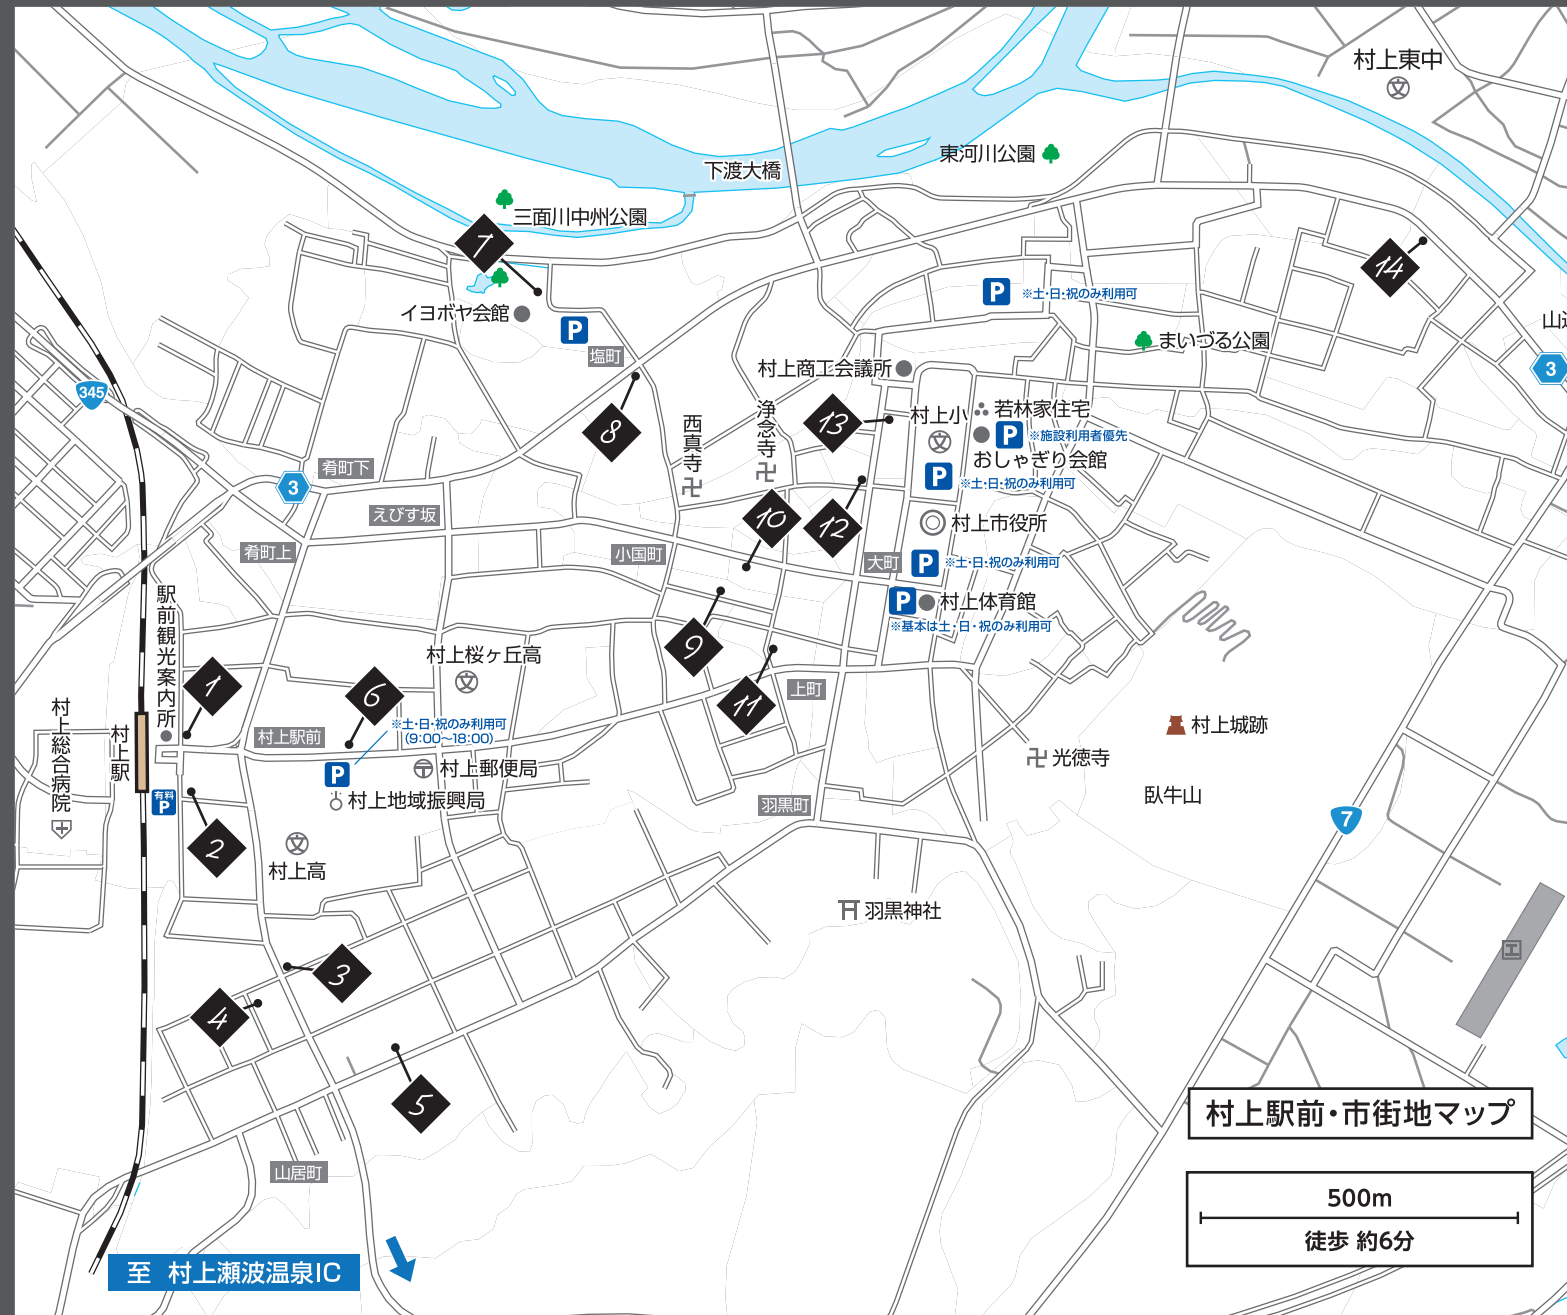 村上東中
文
東河川公園
下渡大橋
三面川中州公園
7
14
イヨボヤ会館
P
P
※土・日・祝のみ利用可
塩町
まいづる公園
3
345
村上商工会議所
8
西真寺
浄念寺
13
村上小
文
若林家住宅
P
※施設利用者優先
おしゃぎり会館
P
※土・日・祝のみ利用可
肴町下
3
えびす坂
10
12
村上市役所
肴町上
小国町
大町
P
※土・日・祝のみ利用可
P
村上体育館
※基本は土・日・祝のみ利用可
駅前観光案内所
9
村上桜ヶ丘高
文
1
6
11
上町
村上総合病院
村上駅
村上駅前
※土・日・祝のみ利用可
(9:00〜18:00)
P
村上郵便局
村上地域振興局
有料
P
村上城跡
光徳寺
臥牛山
羽黒町
7
2
文
村上高
羽黒神社
3
4
5
山居町
村上駅前・市街地マップ
500m
徒歩 約6分
至 村上瀬波温泉IC